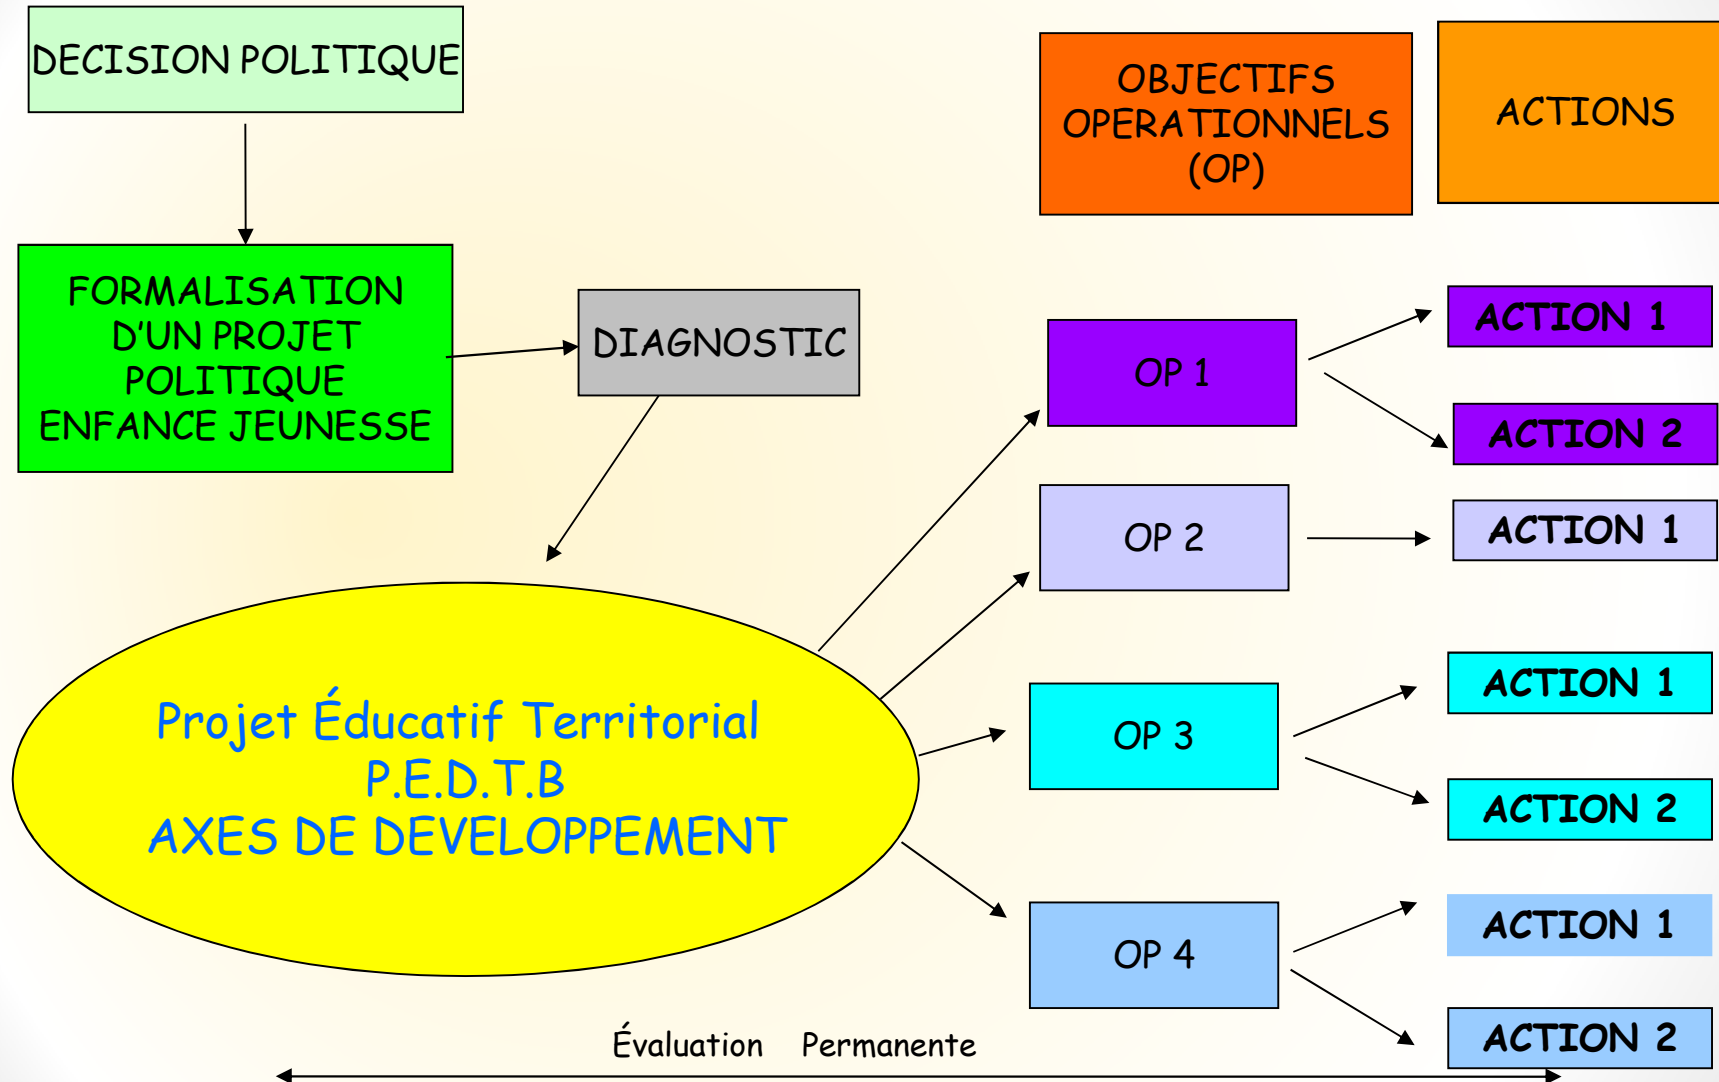 DECISION POLITIQUE
FORMALISATION
D'UN PROJET
POLITIQUE
ENFANCE JEUNESSE
DIAGNOSTIC
Projet Éducatif Territorial
P.E.D.T.B
AXES DE DEVELOPPEMENT
OBJECTIFS
OPERATIONNELS
(OP)
ACTIONS
OP 1
ACTION 1
ACTION 2
OP 2
ACTION 1
OP 3
ACTION 1
ACTION 2
OP 4
ACTION 1
ACTION 2
Évaluation Permanente